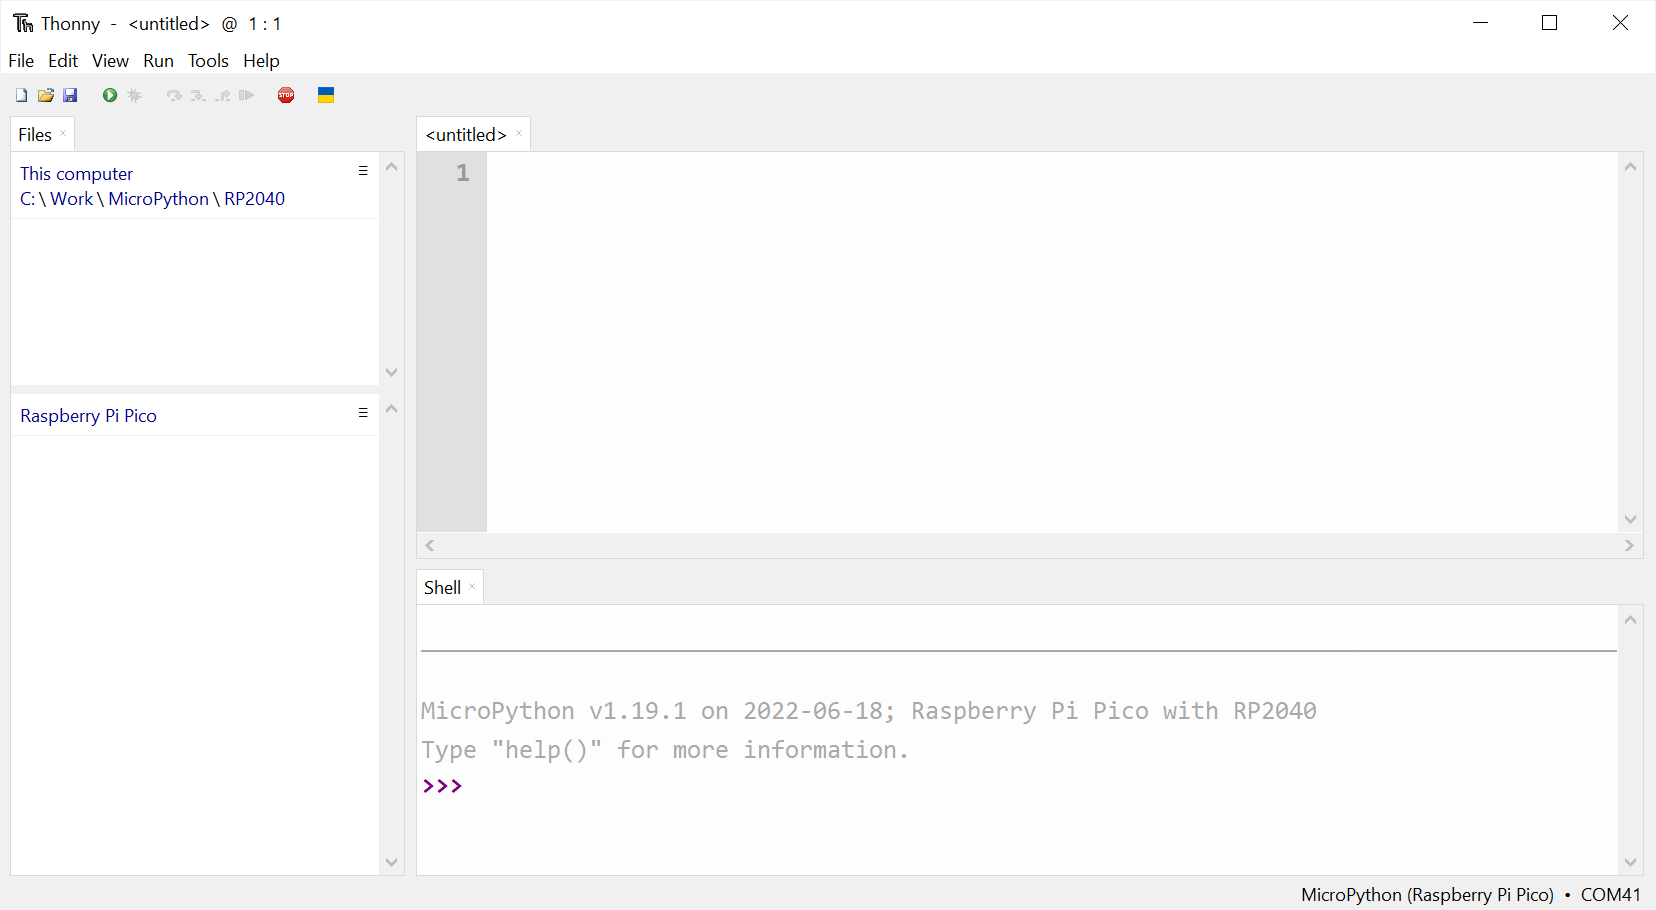 Thonny - <untitled> @ 1 : 1
File Edit View Run Tools Help
STOP
Files
This computer
C: \ Work \ MicroPython \ RP2040
Raspberry Pi Pico
<untitled>
1
Shell
MicroPython v1.19.1 on 2022-06-18; Raspberry Pi Pico with RP2040
Type "help()" for more information.
>>>
MicroPython (Raspberry Pi Pico) • COM41